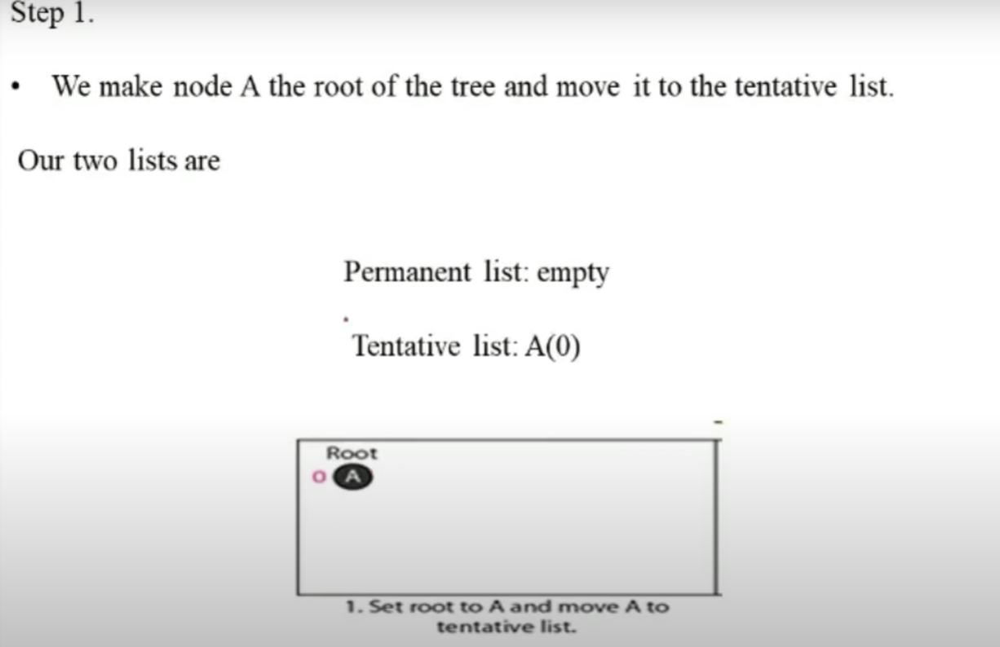 Step 1.
• We make node A the root of the tree and move it to the tentative list.
Our two lists are
Permanent list: empty
Tentative list: A(0)
Root
0 A
1. Set root to A and move A to
tentative list.